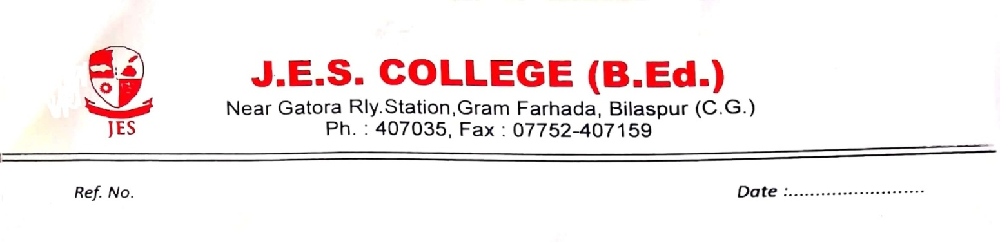 J.E.S. COLLEGE (B.Ed.)
Near Gatora Rly.Station,Gram Farhada, Bilaspur (C.G.)
Ph. : 407035, Fax : 07752-407159
JES
Ref. No.
Date :.........................